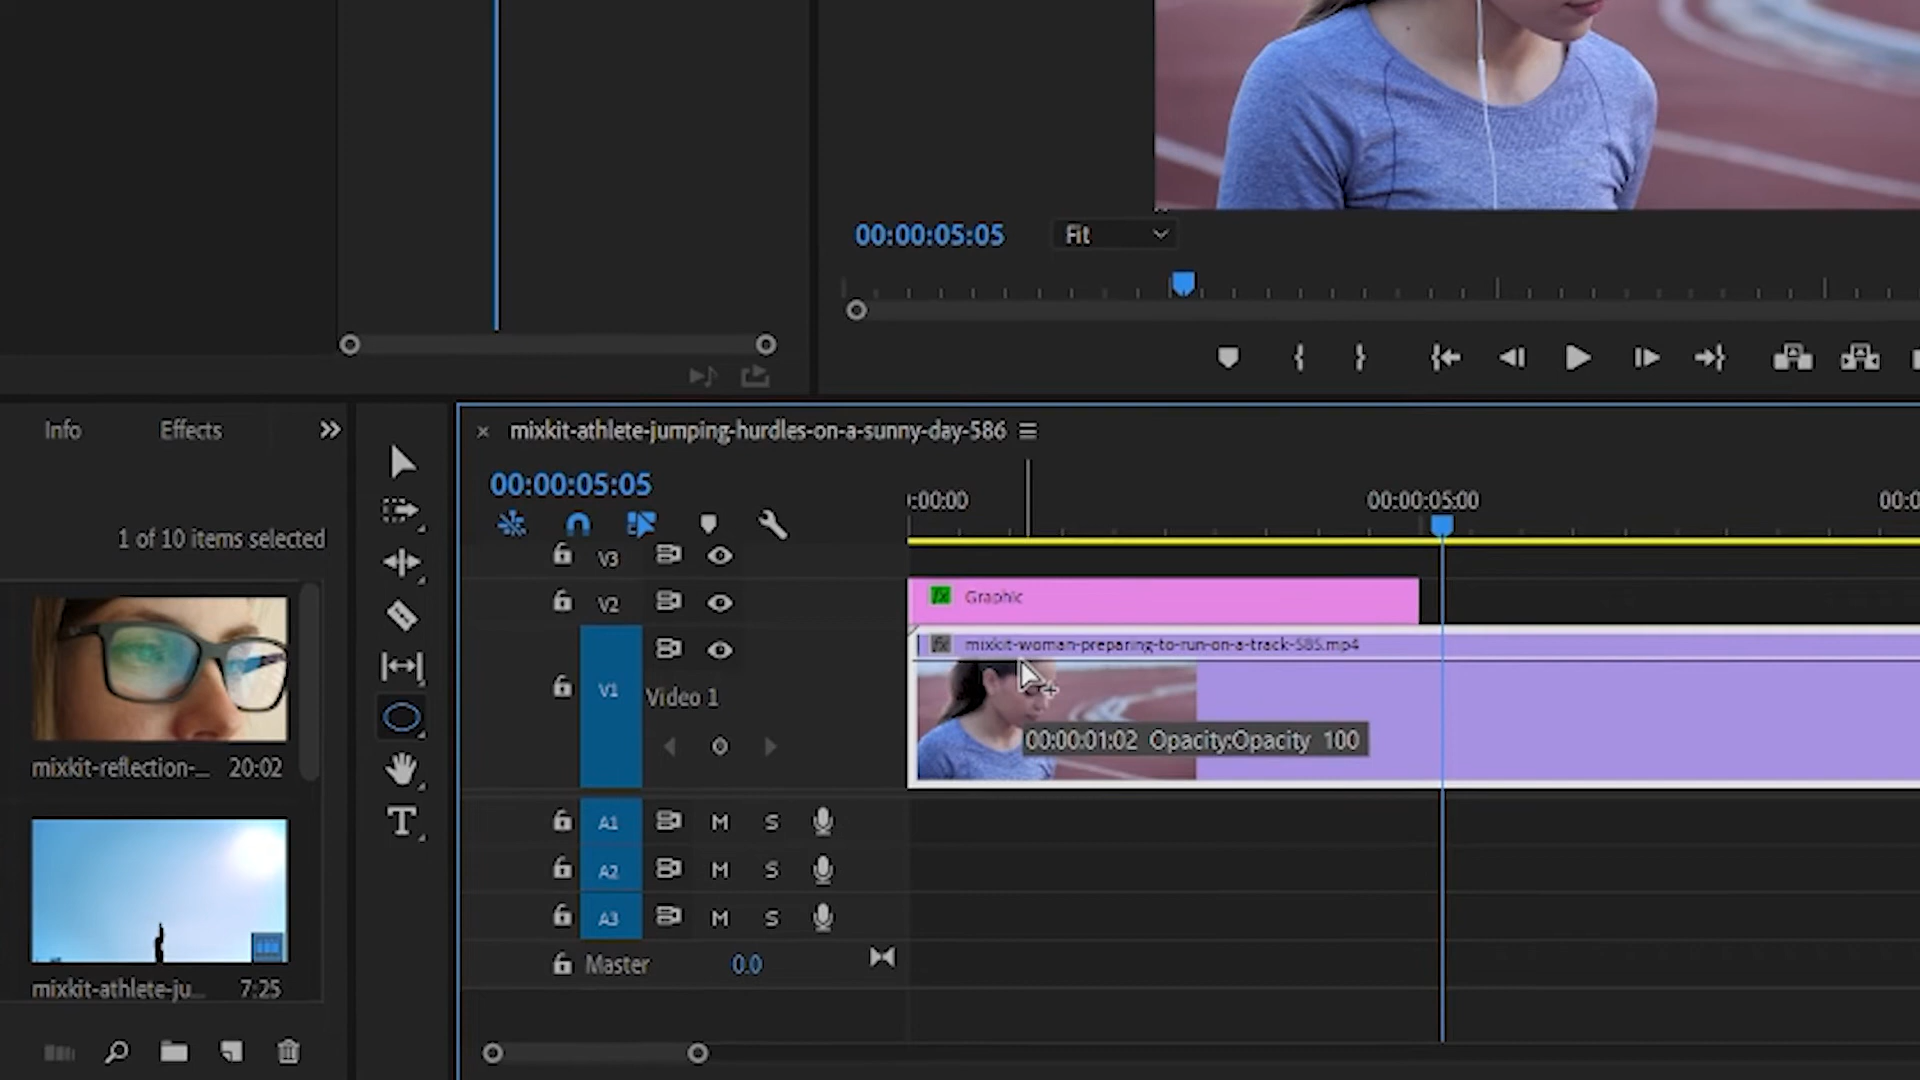 00:00:05:05
Fit
Info
Effects
mixkit-athlete-jumping-hurdles-on-a-sunny-day-586
00:00:05:05
:00:00
00:00:05:00
00:0
1 of 10 items selected
V3
V2
Graphic
mixkit-woman-preparing-to-run-on-a-track-585.mp4
V1
Video 1
00:00:01:02 Opacity:Opacity 100
mixkit-reflection-... 20:02
A1 M S
A2 M S
A3 M S
Master 0.0
mixkit-athlete-ju... 7:25